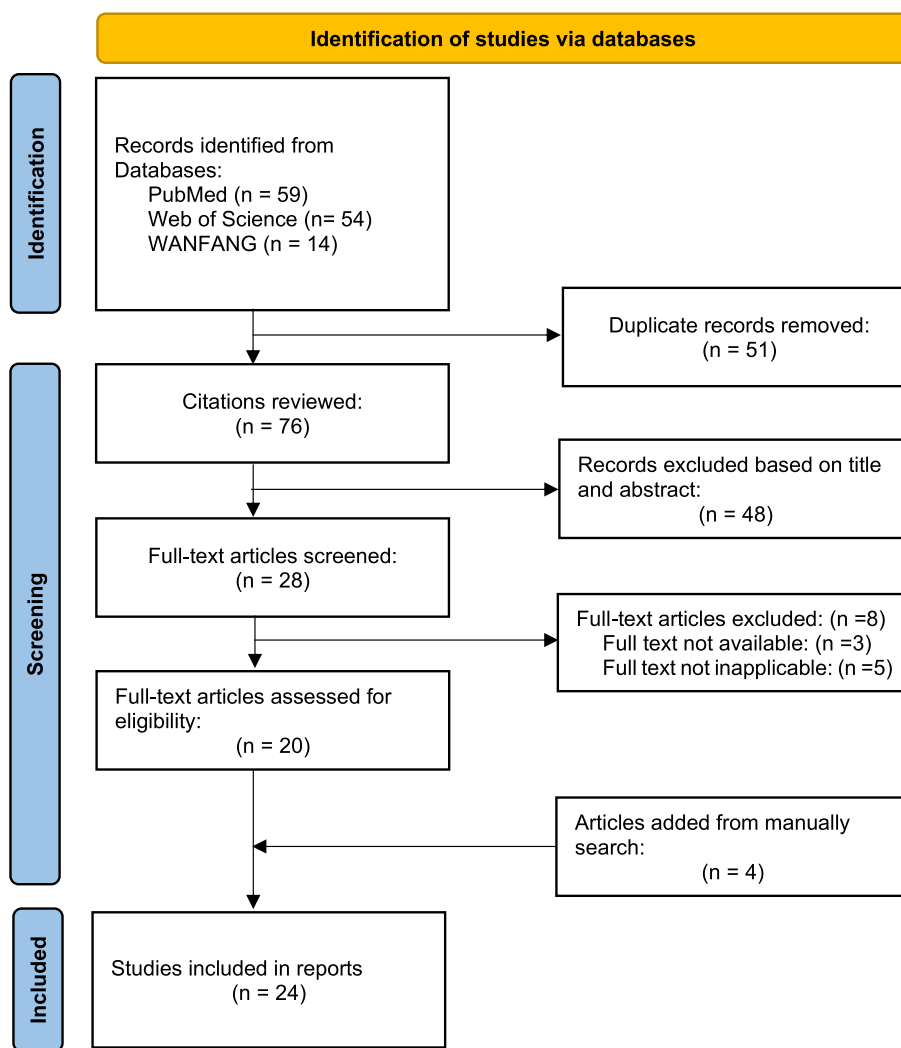 Identification of studies via databases
Identification
Records identified from
Databases:
PubMed (n = 59)
Web of Science (n= 54)
WANFANG (n = 14)
Duplicate records removed:
(n = 51)
Screening
Citations reviewed:
(n = 76)
Records excluded based on title
and abstract:
(n = 48)
Full-text articles screened:
(n = 28)
Full-text articles excluded: (n =8)
Full text not available: (n =3)
Full text not inapplicable: (n =5)
Full-text articles assessed for
eligibility:
(n = 20)
Articles added from manually
search:
(n = 4)
Included
Studies included in reports
(n = 24)